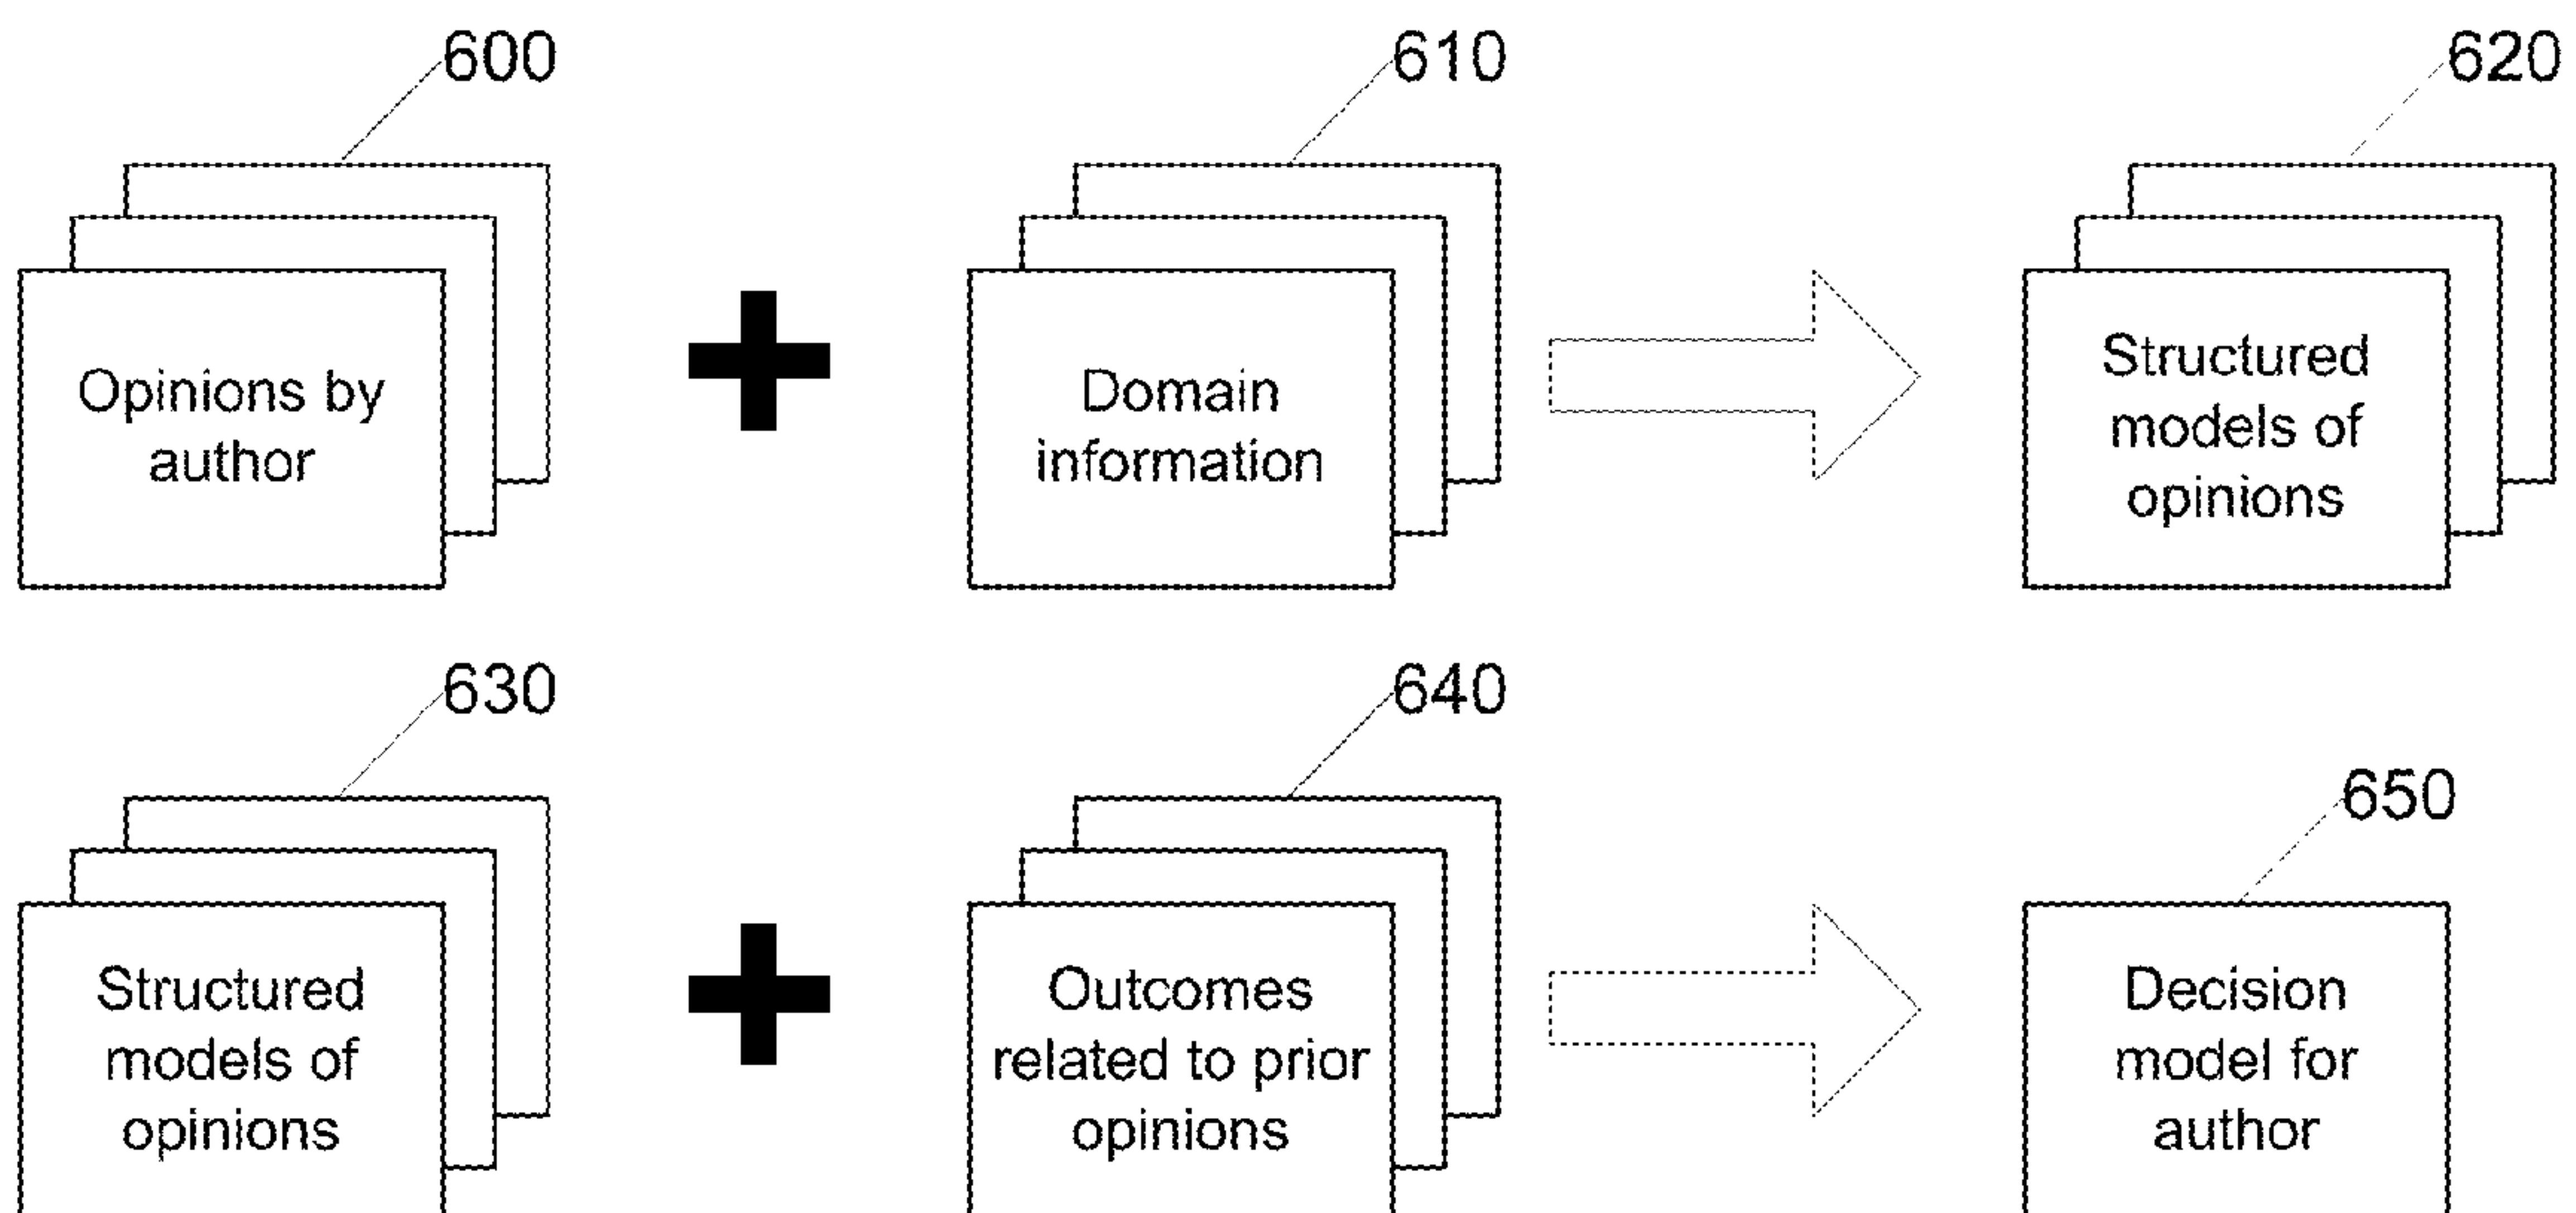 600
610
620
Opinions by
author
Domain
information
Structured
models of
opinions
630
640
650
Structured
models of
opinions
Outcomes
related to prior
opinions
Decision
model for
author